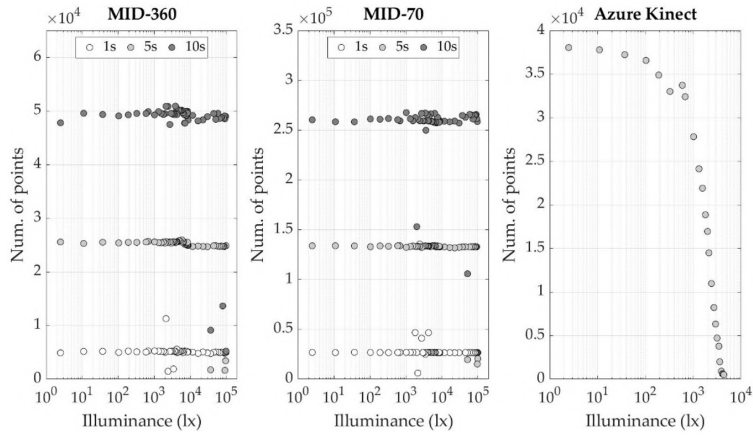 MID-360
×10⁴
1s 5s 10s
6
5
4
3
2
1
0
Num. of points
10⁰ 10¹ 10² 10³ 10⁴ 10⁵
Illuminance (lx)
MID-70
×10⁵
1s 5s 10s
3.5
3
2.5
2
1.5
1
0.5
0
Num. of points
10⁰ 10¹ 10² 10³ 10⁴ 10⁵
Illuminance (lx)
Azure Kinect
×10⁴
4
3.5
3
2.5
2
1.5
1
0.5
0
Num. of points
10⁰ 10¹ 10² 10³ 10⁴
Illuminance (lx)